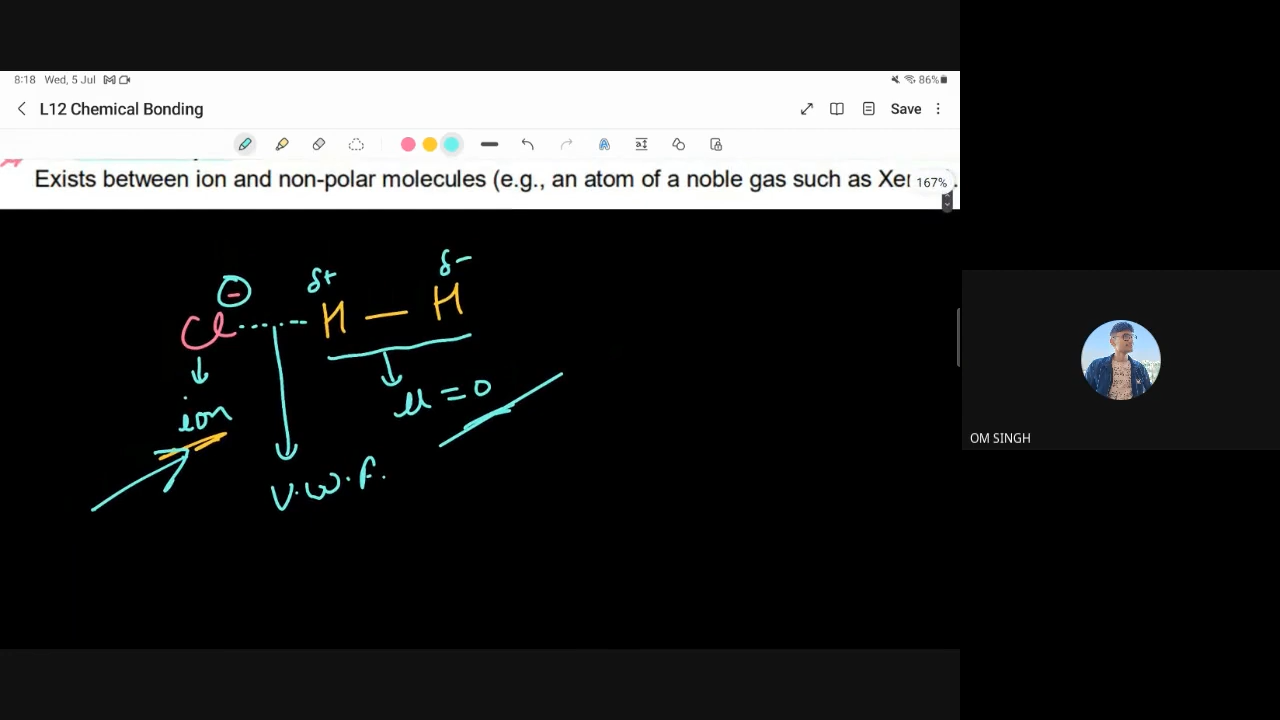 8:18 Wed, 5 Jul
86%
L12 Chemical Bonding
Save
Exists between ion and non-polar molecules (e.g., an atom of a noble gas such as
167%
δ-
δ+
-
Cl H — H
ion
μ = 0
V.W.F.
OM SINGH